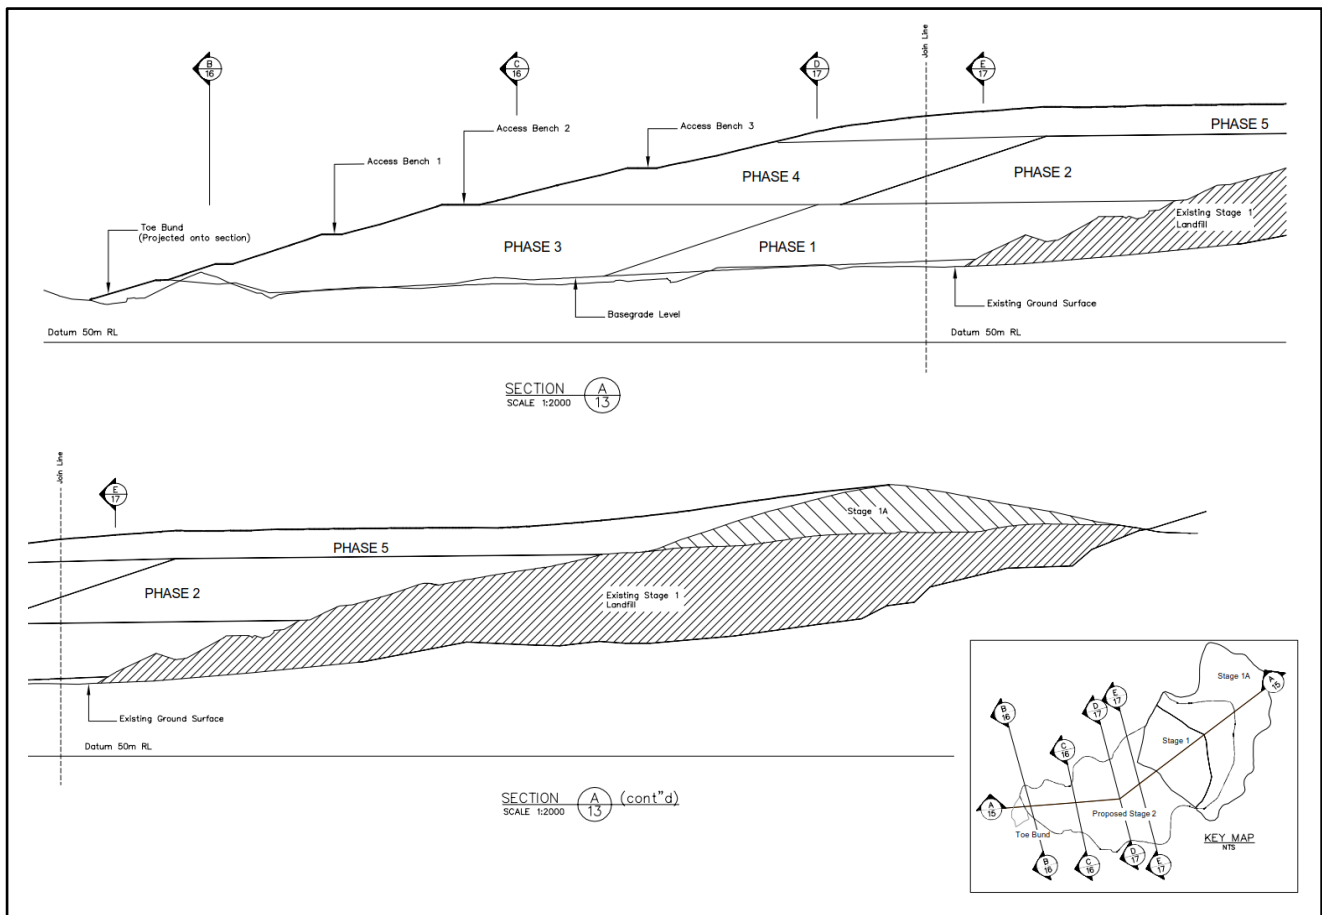 B
16
C
16
D
17
Join Line
E
17
PHASE 5
Access Bench 2
Access Bench 3
Access Bench 1
PHASE 4
PHASE 2
Existing Stage 1
Landfill
Toe Bund
(Projected onto section)
PHASE 3
PHASE 1
Existing Ground Surface
Basegrade Level
Datum 50m RL
Datum 50m RL
SECTION
SCALE 1:2000
A
13
Join Line
E
17
Stage 1A
PHASE 5
PHASE 2
Existing Stage 1
Landfill
Existing Ground Surface
Datum 50m RL
SECTION
SCALE 1:2000
A
13
(cont"d)
Stage 1A
A
15
E
17
D
17
B
16
C
16
Stage 1
A
15
Proposed Stage 2
Toe Bund
KEY MAP
NTS
B
16
C
16
D
17
E
17